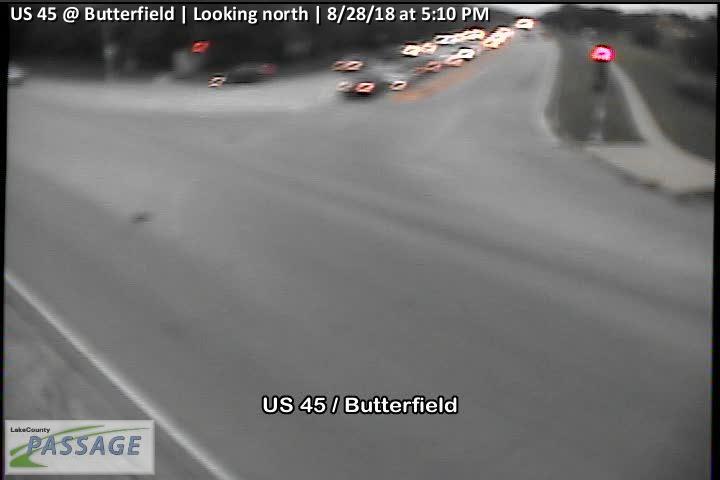 US 45 @ Butterfield | Looking north | 8/28/18 at 5:10 PM
US 45 / Butterfield
LakeCounty
PASSAGE